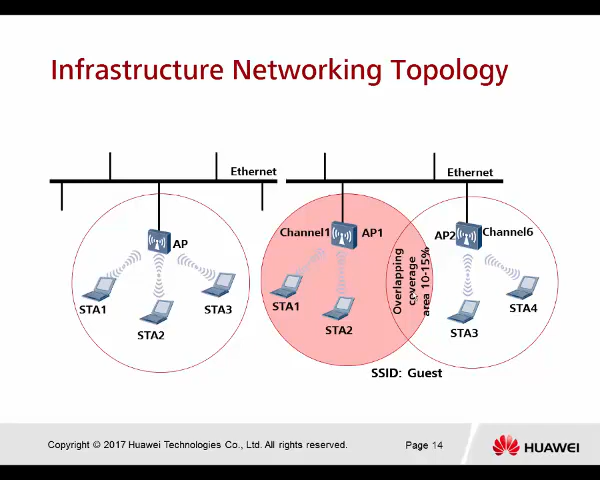 Infrastructure Networking Topology
Ethernet
AP
STA1
STA2
STA3
Ethernet
Channel1
AP1
STA1
STA2
Overlapping
coverage
area 10-15%
AP2
Channel6
STA3
STA4
SSID: Guest
Copyright © 2017 Huawei Technologies Co., Ltd. All rights reserved.
Page 14
HUAWEI